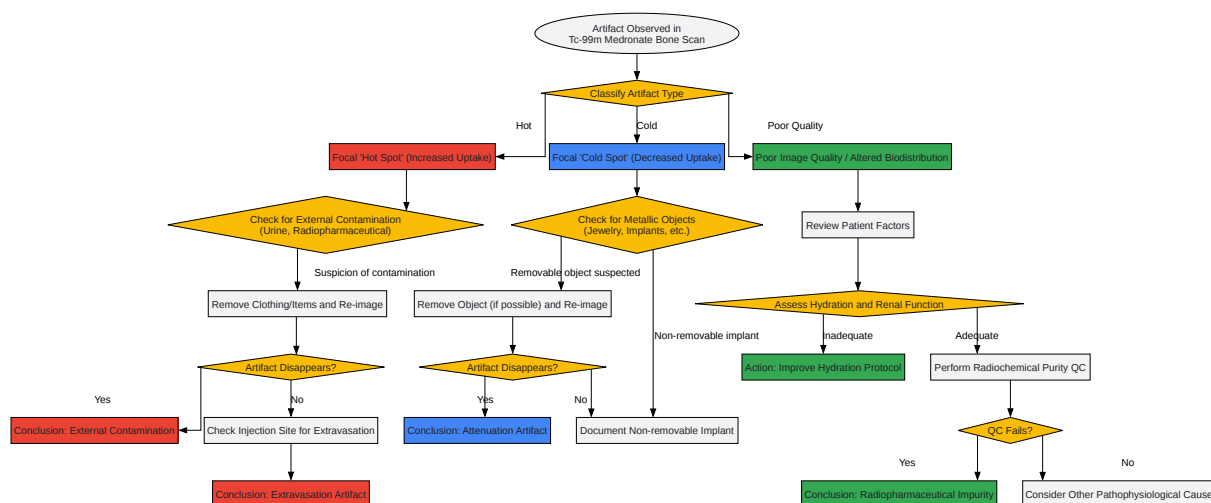 Artifact Observed in
Tc-99m Medronate Bone Scan
Classify Artifact Type
Hot
Cold
Poor Quality
Focal 'Hot Spot' (Increased Uptake)
Focal 'Cold Spot' (Decreased Uptake)
Poor Image Quality / Altered Biodistribution
Check for External Contamination
(Urine, Radiopharmaceutical)
Check for Metallic Objects
(Jewelry, Implants, etc.)
Review Patient Factors
Suspicion of contamination
Removable object suspected
Remove Clothing/Items and Re-image
Remove Object (if possible) and Re-image
Assess Hydration and Renal Function
Non-removable implant
Inadequate
Adequate
Artifact Disappears?
Artifact Disappears?
Action: Improve Hydration Protocol
Perform Radiochemical Purity QC
Yes
No
Yes
No
Conclusion: External Contamination
Check Injection Site for Extravasation
Conclusion: Attenuation Artifact
Document Non-removable Implant
QC Fails?
Yes
No
Conclusion: Extravasation Artifact
Conclusion: Radiopharmaceutical Impurity
Consider Other Pathophysiological Cause